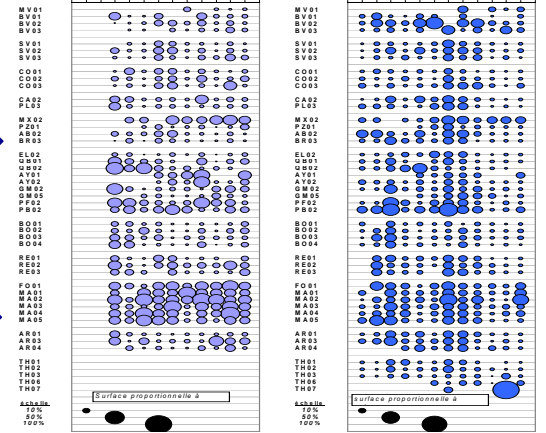 MV01 MV01
BV01 BV01
BV02 BV02
BV03 BV03
SV01 SV01
SV02 SV02
SV03 SV03
CO01 CO01
CO02 CO02
CO03 CO03
CA02 CA02
PL03 PL03
MX02 MX02
PZ01 PZ01
AB02 AB02
BR03 BR03
EL02 EL02
GB01 GB01
GB02 GB02
AY01 AY01
AY02 AY02
GM02 GM02
GM05 GM05
PF02 PF02
PB02 PB02
BO01 BO01
BO02 BO02
BO03 BO03
BO04 BO04
RE01 RE01
RE02 RE02
RE03 RE03
FO01 FO01
MA01 MA01
MA02 MA02
MA03 MA03
MA04 MA04
MA05 MA05
AR01 AR01
AR03 AR03
AR04 AR04
TH01 TH01
TH02 TH02
TH03 TH03
TH06 TH06
TH07 TH07
Surface proportionelle à surface proportionelle à
échelle échelle
10% 10%
50% 50%
100% 100%